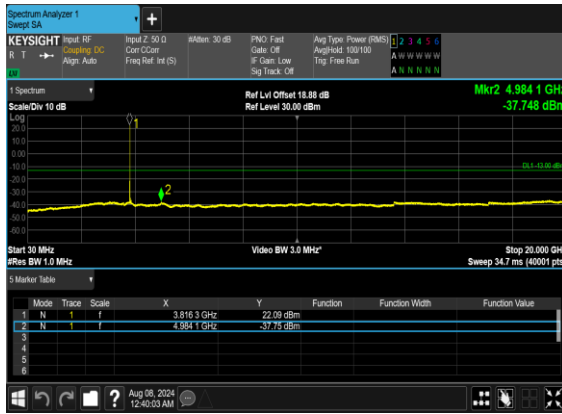 Spectrum Analyzer 1
Swept SA
+
KEYSIGHT
R T
Input: RF
Coupling: DC
Align: Auto
Input Z: 50 Ω
Corr CCorr
Freq Ref: Int (S)
#Atten: 30 dB
PNO: Fast
Gate: Off
IF Gain: Low
Sig Track: Off
Avg Type: Power (RMS)
Avg|Hold: 100/100
Trig: Free Run
1 2 3 4 5 6
A W W W W W
A N N N N N
1 Spectrum
Scale/Div 10 dB
Ref Lvl Offset 18.88 dB
Ref Level 30.00 dBm
Mkr2 4.984 1 GHz
-37.748 dBm
Log
20.0
10.0
0.00
-10.0
-20.0
-30.0
-40.0
-50.0
-60.0
1
2
DL1 -13.00 dBm
Start 30 MHz
#Res BW 1.0 MHz
Video BW 3.0 MHz*
Stop 20.000 GH
Sweep 34.7 ms (40001 pts
5 Marker Table
Mode Trace Scale X Y Function Function Width Function Value
1 N 1 f 3.816 3 GHz 22.09 dBm
2 N 1 f 4.984 1 GHz -37.75 dBm
3
4
5
6
?
Aug 08, 2024
12:40:03 AM